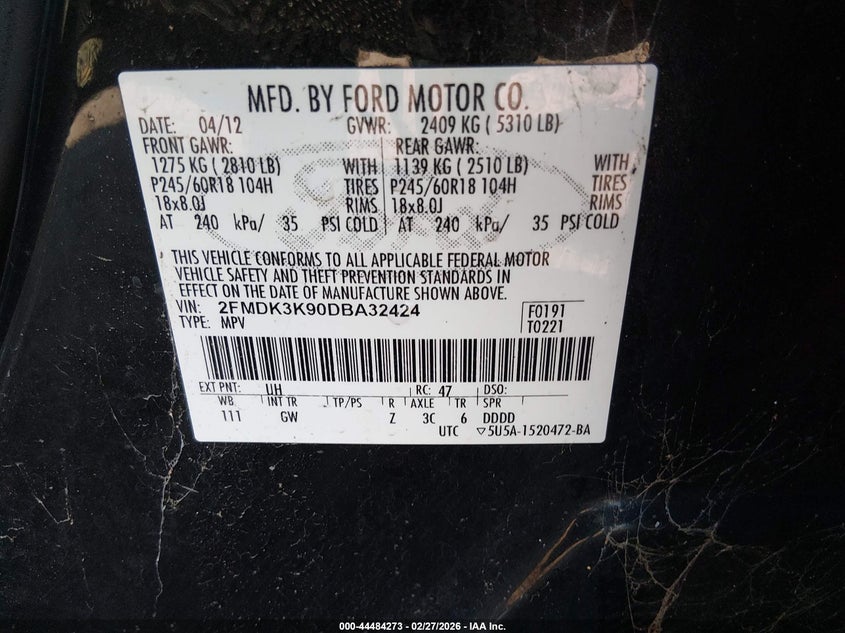 MFD. BY FORD MOTOR CO.
DATE: 04/12 GVWR: 2409 KG ( 5310 LB)
FRONT GAWR: REAR GAWR:
1275 KG ( 2810 LB) WITH 1139 KG ( 2510 LB) WITH
P245/60R18 104H TIRES P245/60R18 104H TIRES
18x8.0J RIMS 18x8.0J RIMS
AT 240 kPa/ 35 PSI COLD AT 240 kPa/ 35 PSI COLD
Ford
THIS VEHICLE CONFORMS TO ALL APPLICABLE FEDERAL MOTOR
VEHICLE SAFETY AND THEFT PREVENTION STANDARDS IN
EFFECT ON THE DATE OF MANUFACTURE SHOWN ABOVE.
VIN: 2FMDK3K90DBA32424 F0191
TYPE: MPV T0221
EXT PNT: UH RC: 47 DSO:
WB INT TR TP/PS R AXLE TR SPR
111 GW Z 3C 6 DDDD
UTC ▽5U5A-1520472-BA
000-44484273 - 02/27/2026 - IAA Inc.